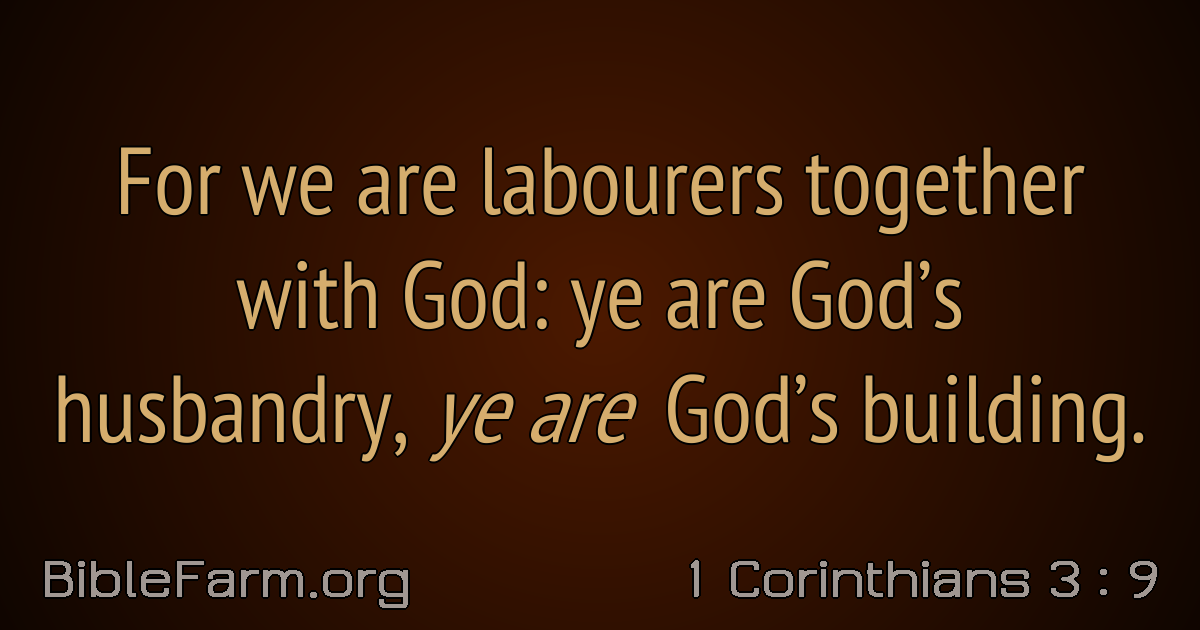 For we are labourers together
with God: ye are God’s
husbandry, ye are God’s building.
BibleFarm.org
1 Corinthians 3 : 9